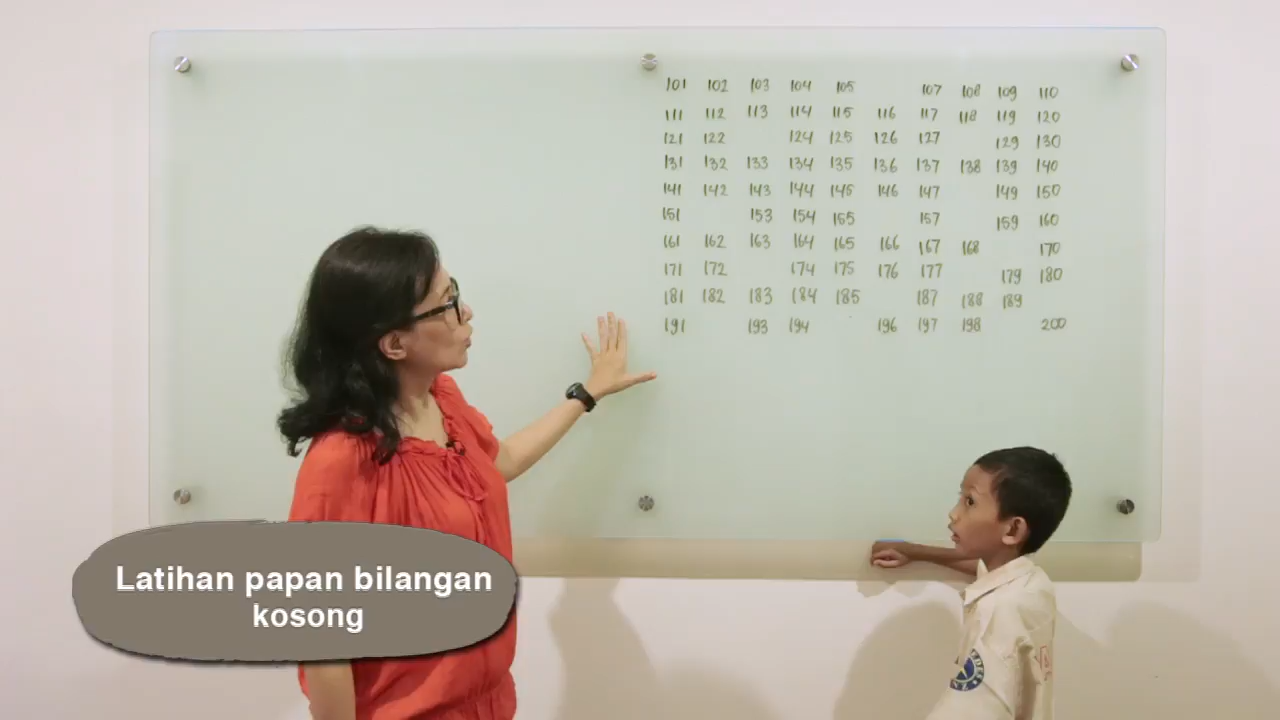 101 102 103 104 105 107 108 109 110
111 112 113 114 115 116 117 118 119 120
121 122 124 125 126 127 129 130
131 132 133 134 135 136 137 138 139 140
141 142 143 144 145 146 147 149 150
151 153 154 155 157 159 160
161 162 163 164 165 166 167 168 170
171 172 174 175 176 177 179 180
181 182 183 184 185 187 188 189
191 193 194 196 197 198 200
Latihan papan bilangan
kosong